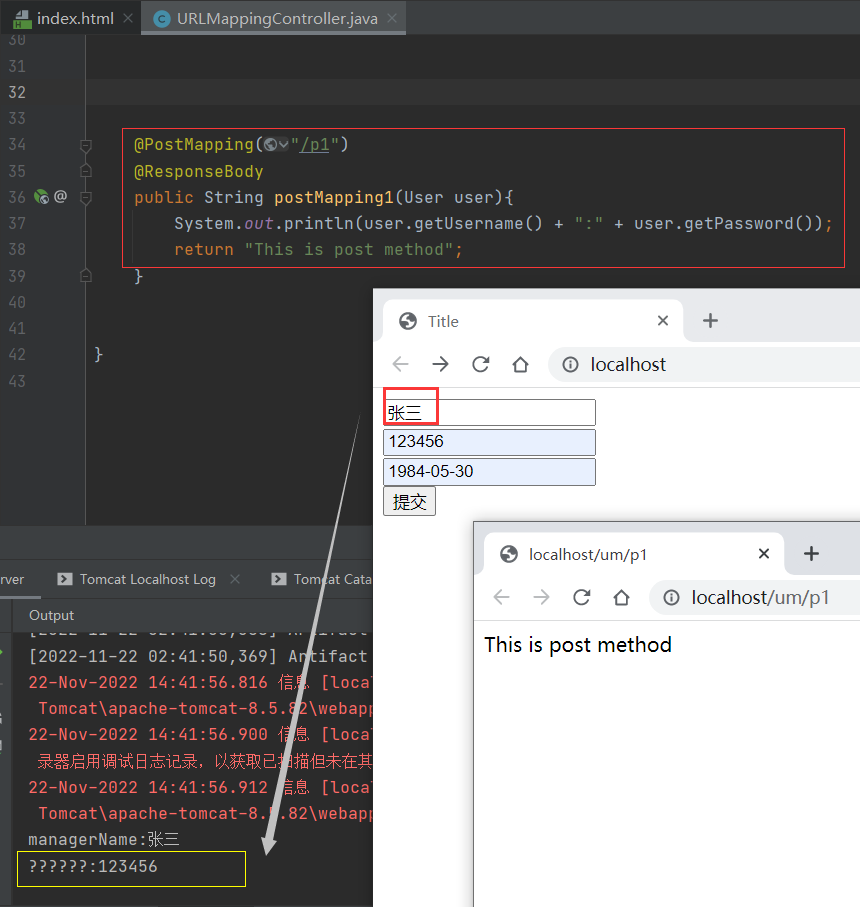 index.html
URLMappingController.java
30
31
32
33
34 @PostMapping("/p1")
35 @ResponseBody
36 public String postMapping1(User user){
37 System.out.println(user.getUsername() + ":" + user.getPassword());
38 return "This is post method";
39 }
40
41
42 }
43
Title
localhost
张三
123456
1984-05-30
提交
localhost/um/p1
localhost/um/p1
This is post method
rver
Tomcat Localhost Log
Tomcat Cata
Output
[2022-11-22 02:41:50,369] Artifact
22-Nov-2022 14:41:56.816 信息 [loca
Tomcat\apache-tomcat-8.5.82\webapp
22-Nov-2022 14:41:56.900 信息 [loca
录器启用调试日志记录，以获取已扫描但未在其
22-Nov-2022 14:41:56.912 信息 [loca
Tomcat\apache-tomcat-8.5.82\webapp
managerName:张三
??????:123456